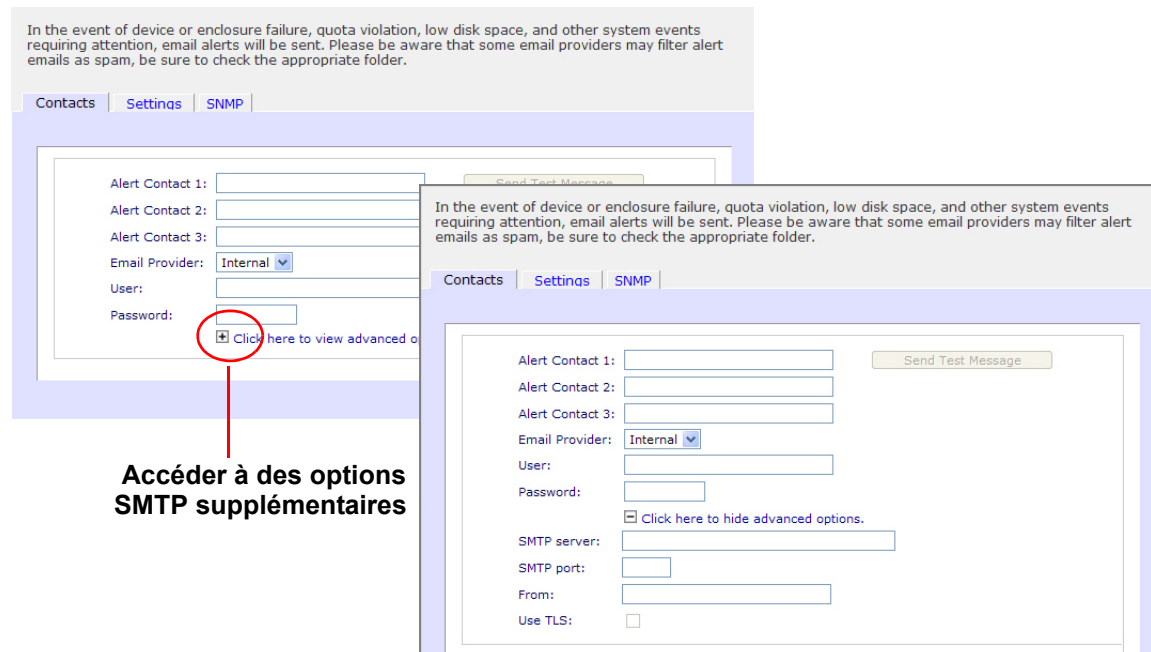 In the event of device or enclosure failure, quota violation, low disk space, and other system events
requiring attention, email alerts will be sent. Please be aware that some email providers may filter alert
emails as spam, be sure to check the appropriate folder.
Contacts Settings SNMP
Alert Contact 1: Send Test Message
Alert Contact 2:
Alert Contact 3:
Email Provider: Internal
User:
Password:
Click here to view advanced o
Accéder à des options
SMTP supplémentaires
In the event of device or enclosure failure, quota violation, low disk space, and other system events
requiring attention, email alerts will be sent. Please be aware that some email providers may filter alert
emails as spam, be sure to check the appropriate folder.
Contacts Settings SNMP
Alert Contact 1: Send Test Message
Alert Contact 2:
Alert Contact 3:
Email Provider: Internal
User:
Password:
Click here to hide advanced options.
SMTP server:
SMTP port:
From:
Use TLS: